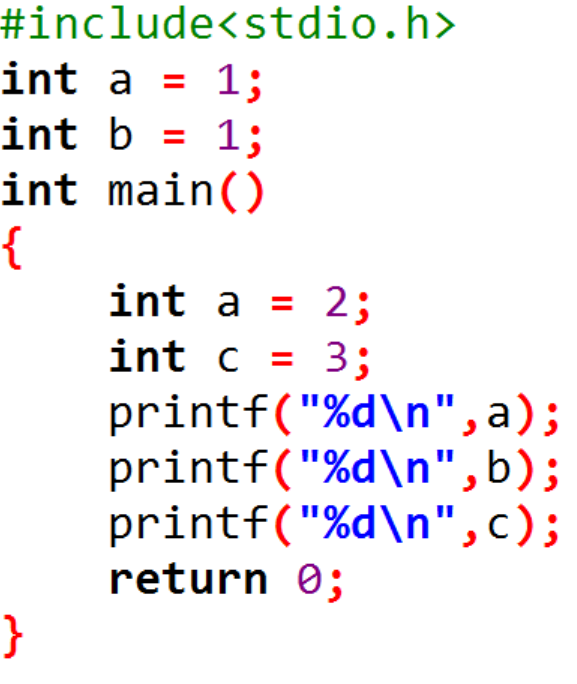 #include<stdio.h>
int a = 1;
int b = 1;
int main()
{
    int a = 2;
    int c = 3;
    printf("%d\n",a);
    printf("%d\n",b);
    printf("%d\n",c);
    return 0;
}